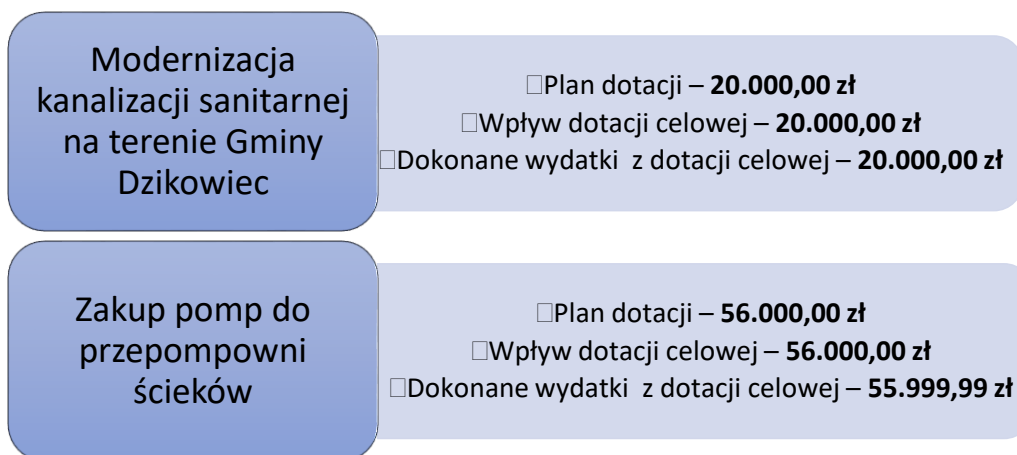 Modernizacja
kanalizacji sanitarnej
na terenie Gminy
Dzikowiec
□Plan dotacji – 20.000,00 zł
□Wpływ dotacji celowej – 20.000,00 zł
□Dokonane wydatki z dotacji celowej – 20.000,00 zł
Zakup pomp do
przepompowni
ścieków
□Plan dotacji – 56.000,00 zł
□Wpływ dotacji celowej – 56.000,00 zł
□Dokonane wydatki z dotacji celowej – 55.999,99 zł